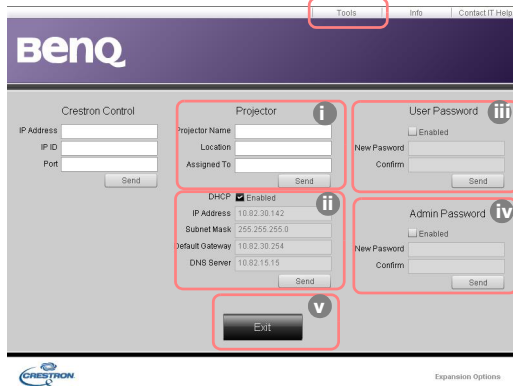 Tools Info Contact IT Help
BenQ
Crestron Control
IP Address
IP ID
Port
Send
Projector i
Projector Name
Location
Assigned To
Send
DHCP Enabled ii
IP Address 10.82.30.142
Subnet Mask 255.255.255.0
Default Gateway 10.82.30.254
DNS Server 10.82.15.15
Send
User Password iii
Enabled
New Pasword
Confirm
Send
Admin Password iv
Enabled
New Pasword
Confirm
Send
v
Exit
CRESTRON Expansion Options